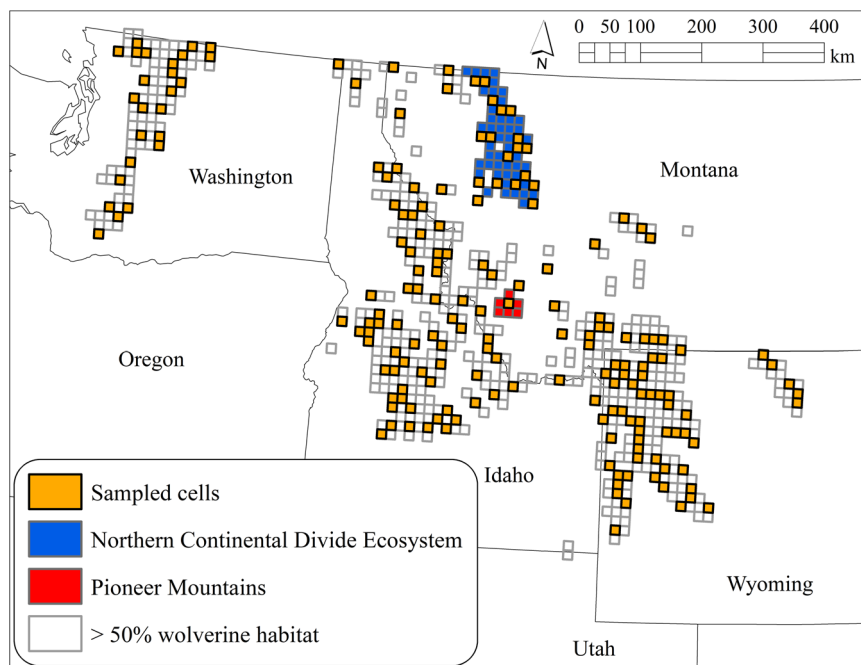 0 50 100 200 300 400
km
N
Washington
Montana
Oregon
Idaho
Wyoming
Utah
Sampled cells
Northern Continental Divide Ecosystem
Pioneer Mountains
> 50% wolverine habitat